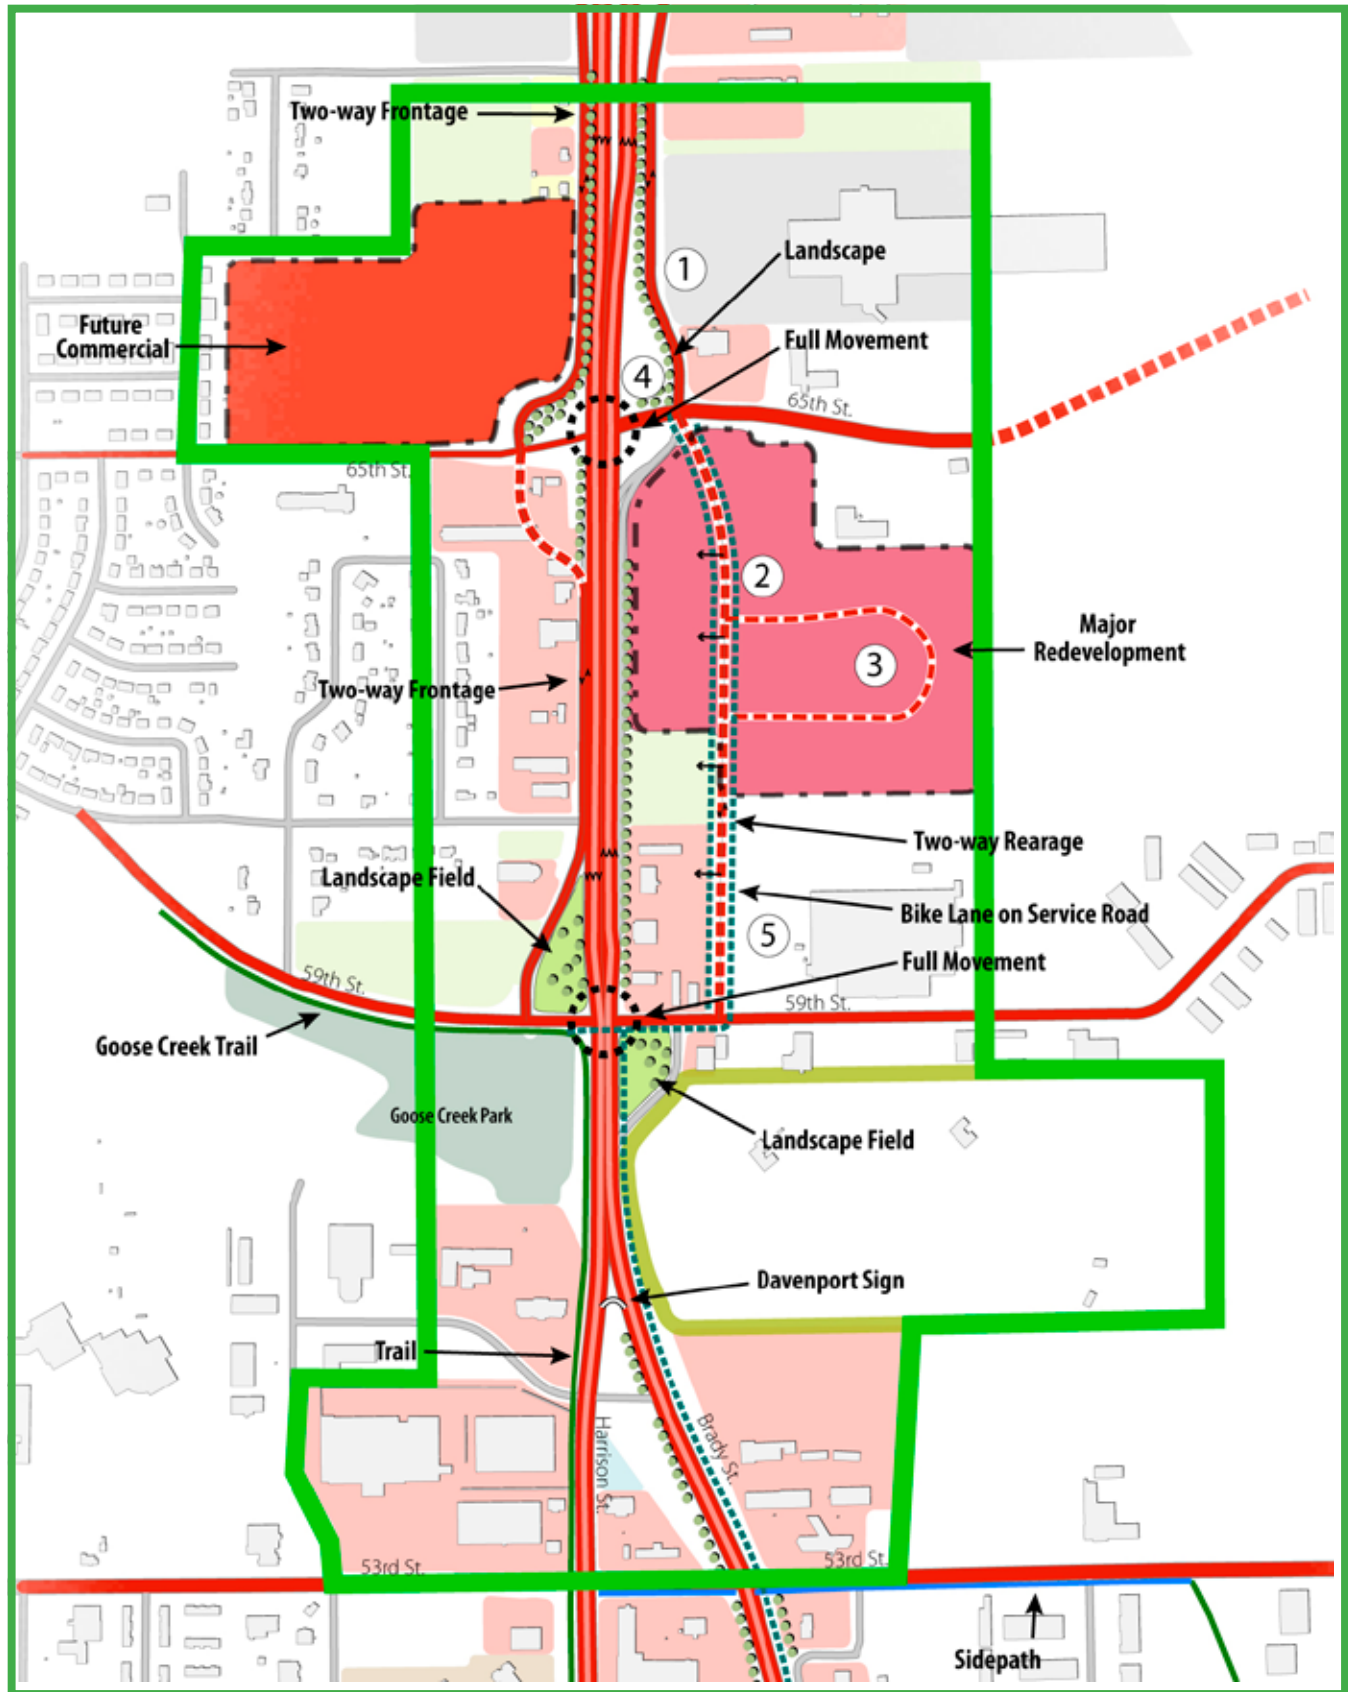 Two-way Frontage
1
Landscape
Future
Commercial
Full Movement
4
65th St.
65th St.
2
Major
Redevelopment
3
Two-way Frontage
Two-way Rearage
Landscape Field
Bike Lane on Service Road
5
Full Movement
59th St.
59th St.
Goose Creek Trail
Goose Creek Park
Landscape Field
Davenport Sign
Trail
Harrison St.
Brady St.
53rd St.
53rd St.
Sidepath